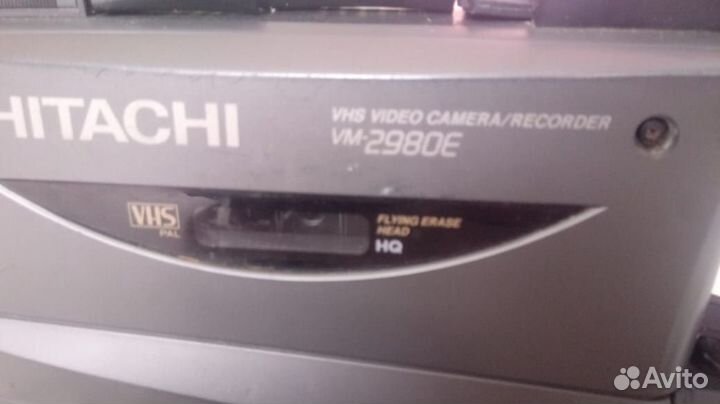 HITACHI
VHS VIDEO CAMERA/RECORDER
VM-2980E
VHS
PAL
FLYING ERASE
HEAD
HQ
Avito